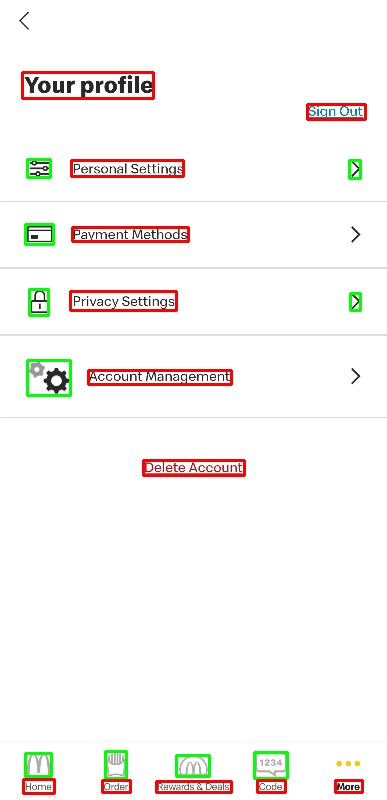 Your profile
Sign Out
Personal Settings
Payment Methods
Privacy Settings
Account Management
Delete Account
1234
Home
Order
Rewards & Deals
Code
More